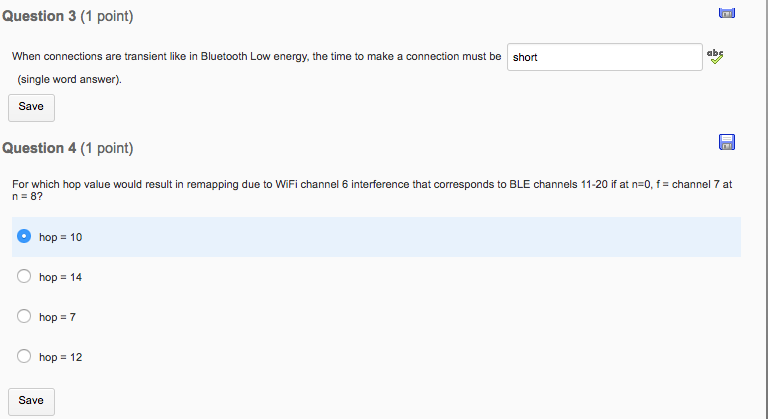 Question 3 (1 point)
When connections are transient like in Bluetooth Low energy, the time to make a connection must be short
abc
(single word answer).
Save
Question 4 (1 point)
For which hop value would result in remapping due to WiFi channel 6 interference that corresponds to BLE channels 11-20 if at n=0, f = channel 7 at
n = 8?
hop = 10
hop = 14
hop = 7
hop = 12
Save